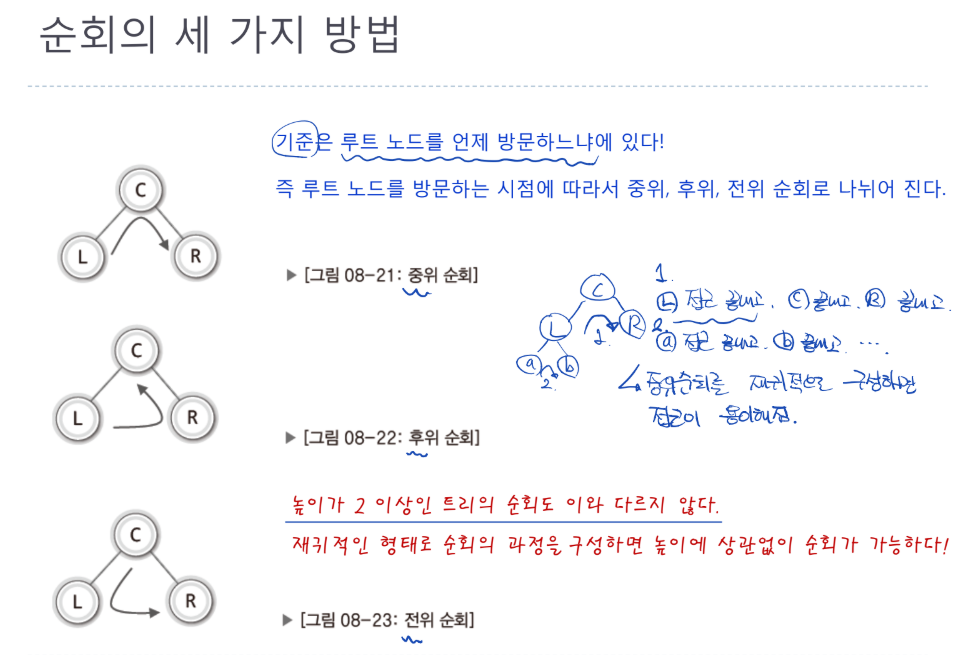 순회의 세 가지 방법
기준은 루트 노드를 언제 방문하느냐에 있다!
즉 루트 노드를 방문하는 시점에 따라서 중위, 후위, 전위 순회로 나뉘어 진다.
C
L
R
▶ [그림 08-21: 중위 순회]
C
L
R
a
b
1.
2.
1.
Ⓛ 접근 끝내고, Ⓒ 끝내고, Ⓡ 끝내고,
2.
ⓐ 접근 끝내고, ⓑ 끝내고, ....
↳ 중위순회를 재귀적으로 구성하면
접근이 용이해짐.
C
L
R
▶ [그림 08-22: 후위 순회]
높이가 2 이상인 트리의 순회도 이와 다르지 않다.
재귀적인 형태로 순회의 과정을 구성하면 높이에 상관없이 순회가 가능하다!
C
L
R
▶ [그림 08-23: 전위 순회]